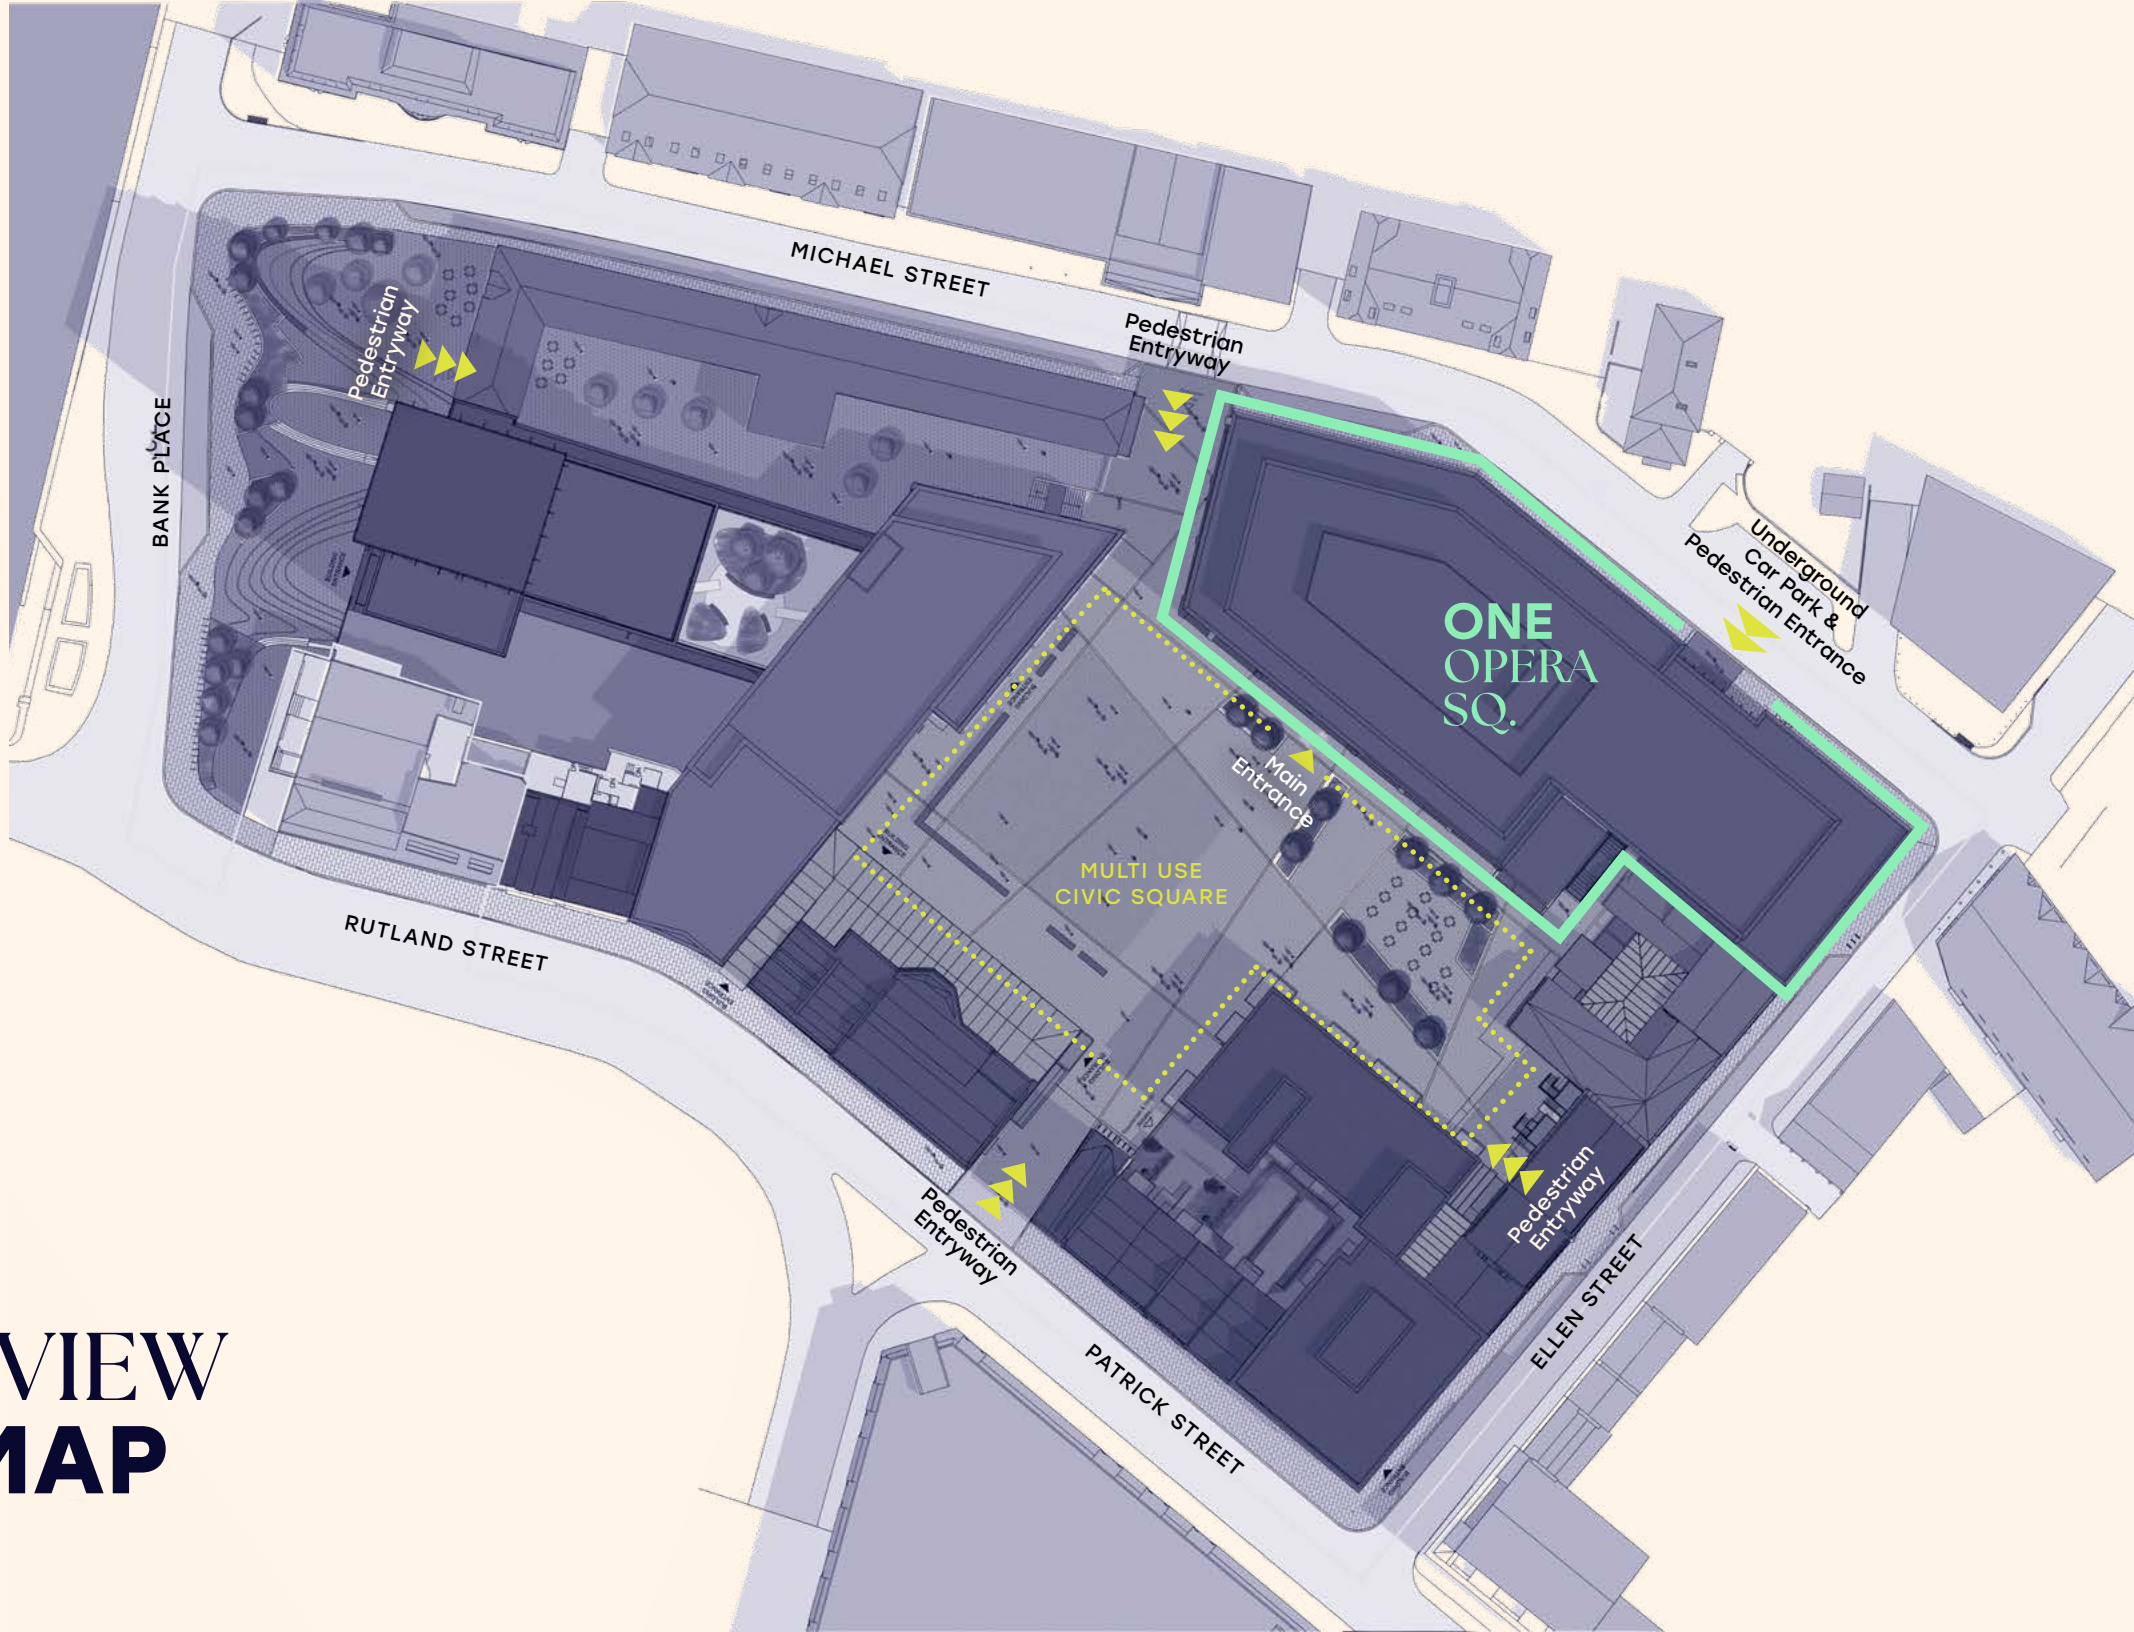 MICHAEL STREET
Pedestrian
Entryway
Pedestrian
Entryway
BANK PLACE
Underground
Car Park &
Pedestrian Entrance
ONE
OPERA
SQ.
Main
Entrance
MULTI USE
CIVIC SQUARE
RUTLAND STREET
Pedestrian
Entryway
Pedestrian
Entryway
ELLEN STREET
PATRICK STREET
VIEW
MAP